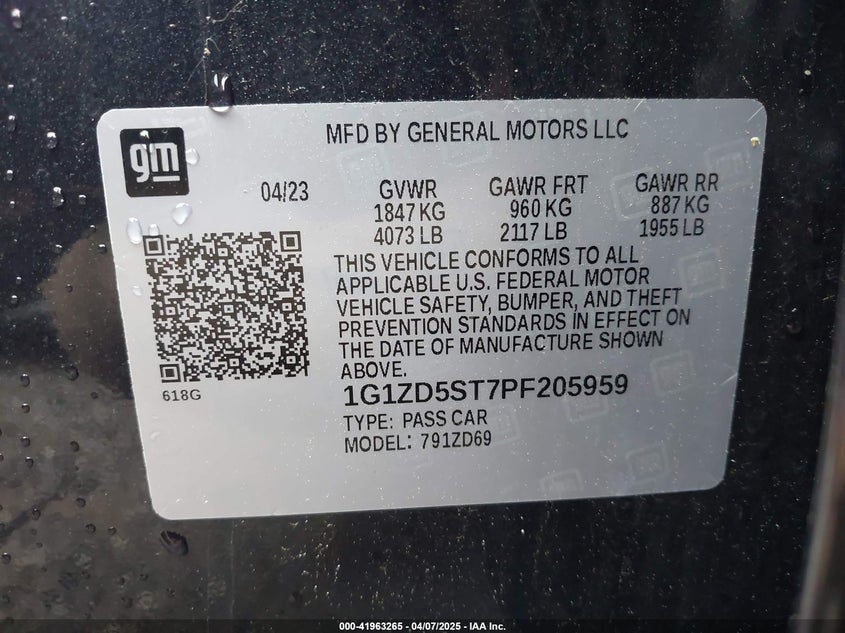 MFD BY GENERAL MOTORS LLC
gm
04/23 GVWR GAWR FRT GAWR RR
1847 KG 960 KG 887 KG
4073 LB 2117 LB 1955 LB
THIS VEHICLE CONFORMS TO ALL
APPLICABLE U.S. FEDERAL MOTOR
VEHICLE SAFETY, BUMPER, AND THEFT
PREVENTION STANDARDS IN EFFECT ON
THE DATE OF MANUFACTURE SHOWN
ABOVE.
618G
1G1ZD5ST7PF205959
TYPE: PASS CAR
MODEL: 791ZD69
000-41963265 - 04/07/2025 - IAA Inc.